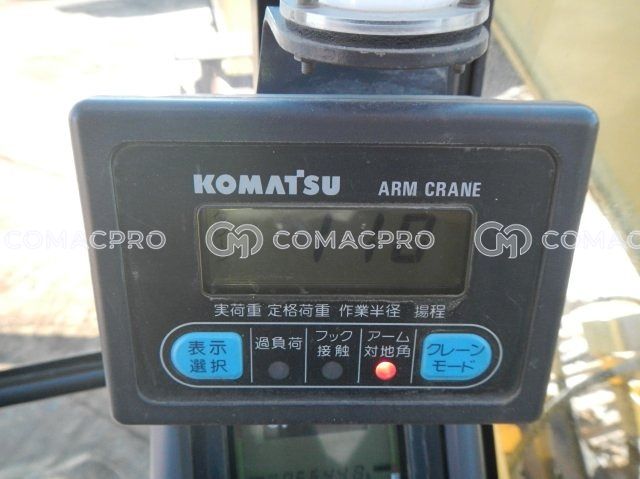 KOMATSU ARM CRANE
COMACPRO COMACPRO
110
実荷重 定格荷重 作業半径 揚程
表示 過負荷 フック アーム クレーン
選択 接触 対地角 モード